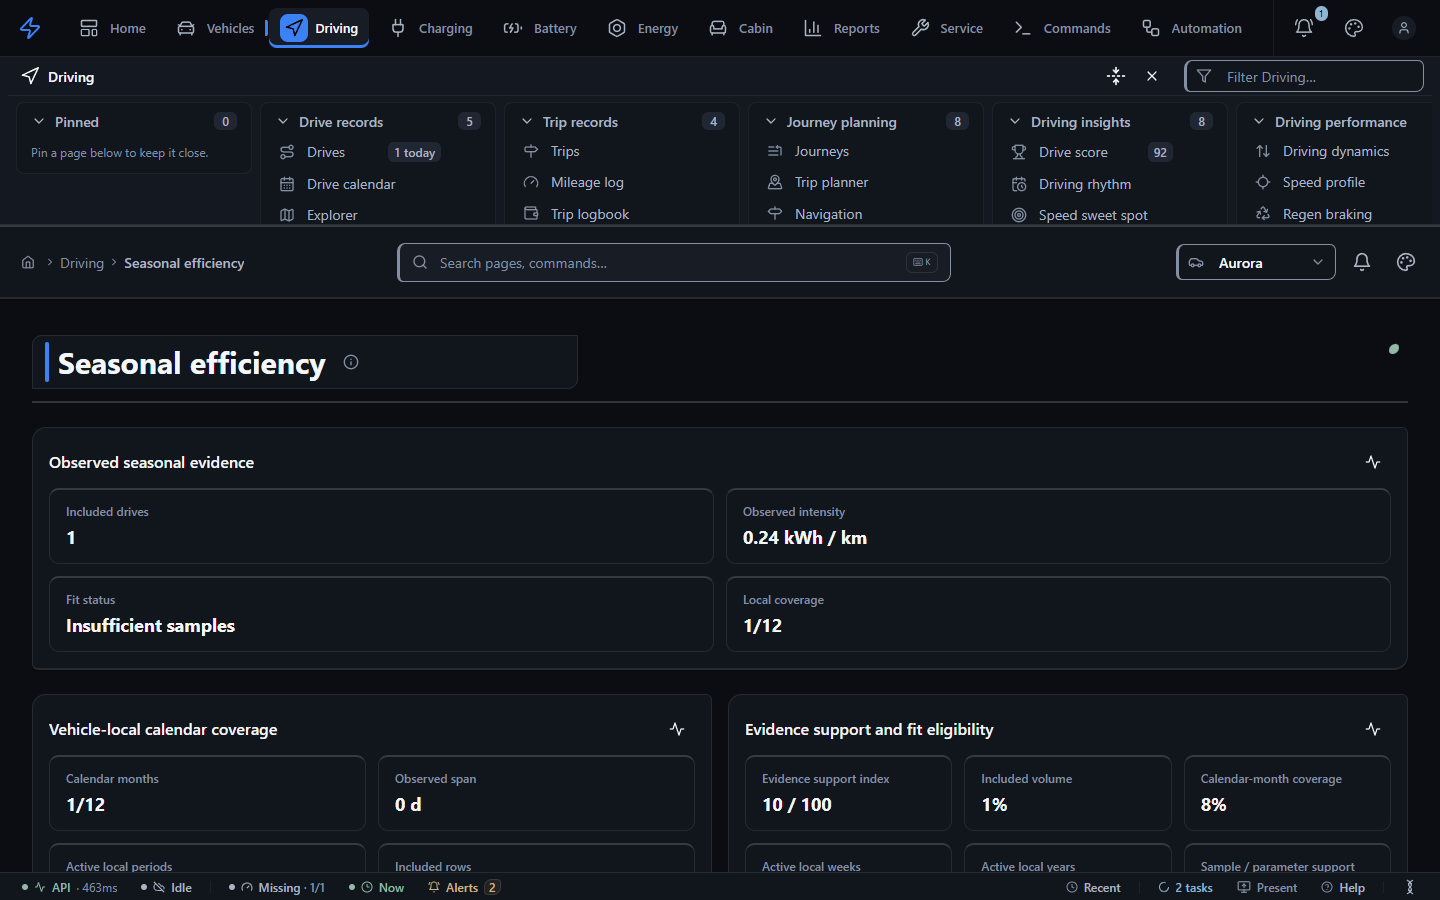 Home Vehicles Driving Charging Battery Energy Cabin Reports Service Commands Automation 1
Driving Filter Driving...
Pinned 0
Pin a page below to keep it close.
Drive records 5
Drives 1 today
Drive calendar
Explorer
Trip records 4
Trips
Mileage log
Trip logbook
Journey planning 8
Journeys
Trip planner
Navigation
Driving insights 8
Drive score 92
Driving rhythm
Speed sweet spot
Driving performance
Driving dynamics
Speed profile
Regen braking
Driving Seasonal efficiency Search pages, commands... K Aurora
Seasonal efficiency
Observed seasonal evidence
Included drives
1
Observed intensity
0.24 kWh / km
Fit status
Insufficient samples
Local coverage
1/12
Vehicle-local calendar coverage
Calendar months
1/12
Observed span
0 d
Active local periods
Included rows
Evidence support and fit eligibility
Evidence support index
10 / 100
Included volume
1%
Calendar-month coverage
8%
Active local weeks
Active local years
Sample / parameter support
API · 463ms Idle Missing · 1/1 Now Alerts 2 Recent 2 tasks Present Help